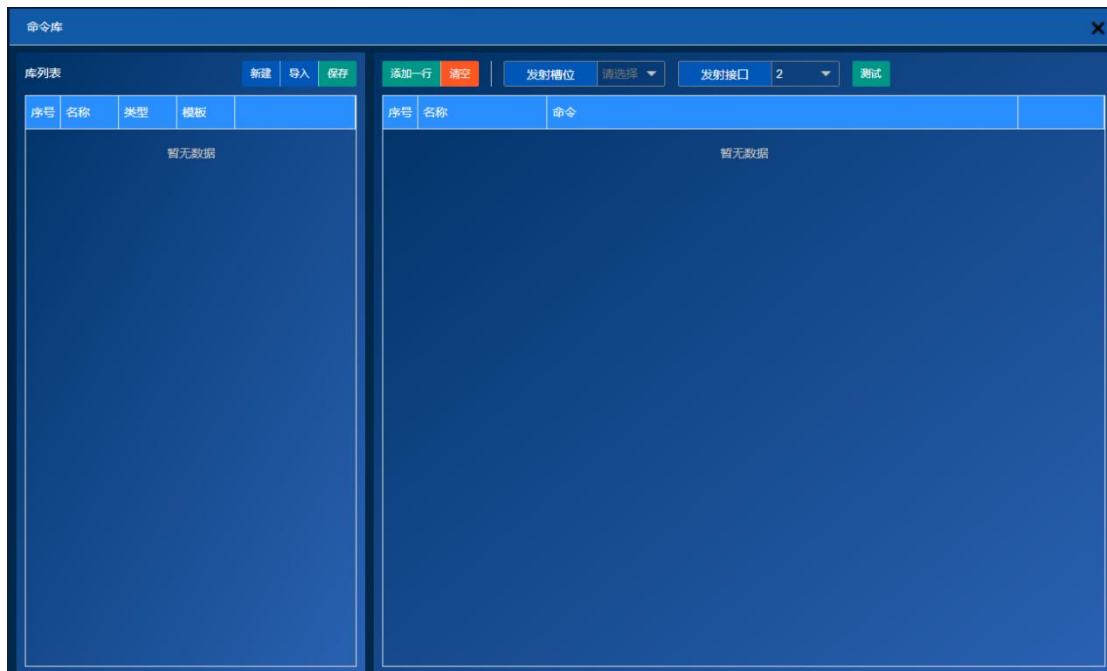 命令库
库列表 新建 导入 保存
序号 名称 类型 模板
暂无数据
添加一行 清空 发射槽位 请选择 发射接口 2 测试
序号 名称 命令
暂无数据